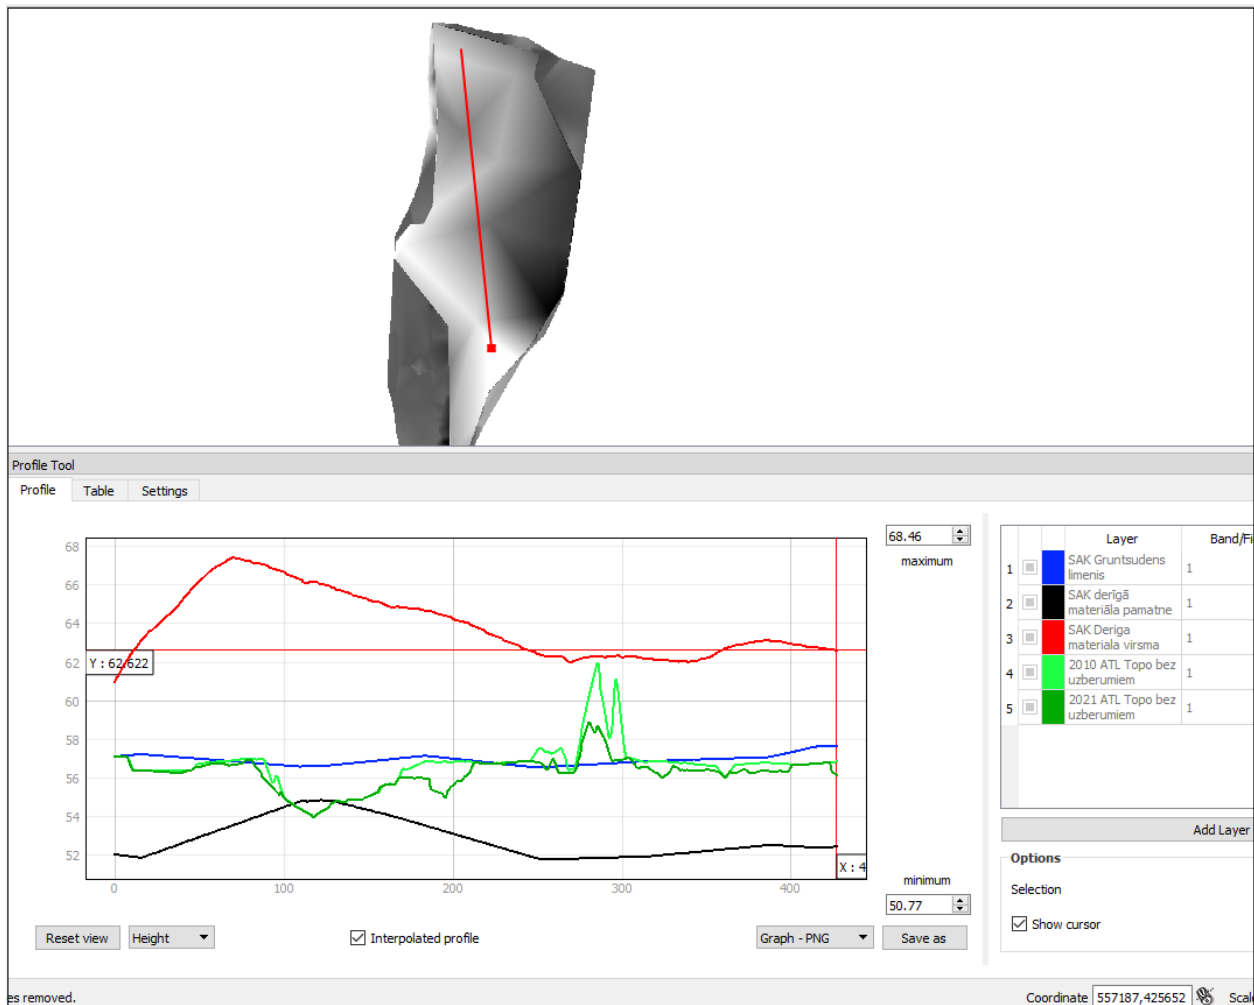 Profile Tool
Profile Table Settings
68
66
64
62
60
58
56
54
52
0 100 200 300 400
Y : 62.622
X : 4
68.46
maximum
minimum
50.77
Layer Band/Fi
1 SAK Gruntsudens 1
limenis
2 SAK derīgā 1
materiāla pamatne
3 SAK Deriga 1
materiala virsma
4 2010 ATL Topo bez 1
uzberumiem
5 2021 ATL Topo bez 1
uzberumiem
Add Layer
Options
Selection
Show cursor
Reset view Height Interpolated profile Graph - PNG Save as
es removed. Coordinate 557187,425652